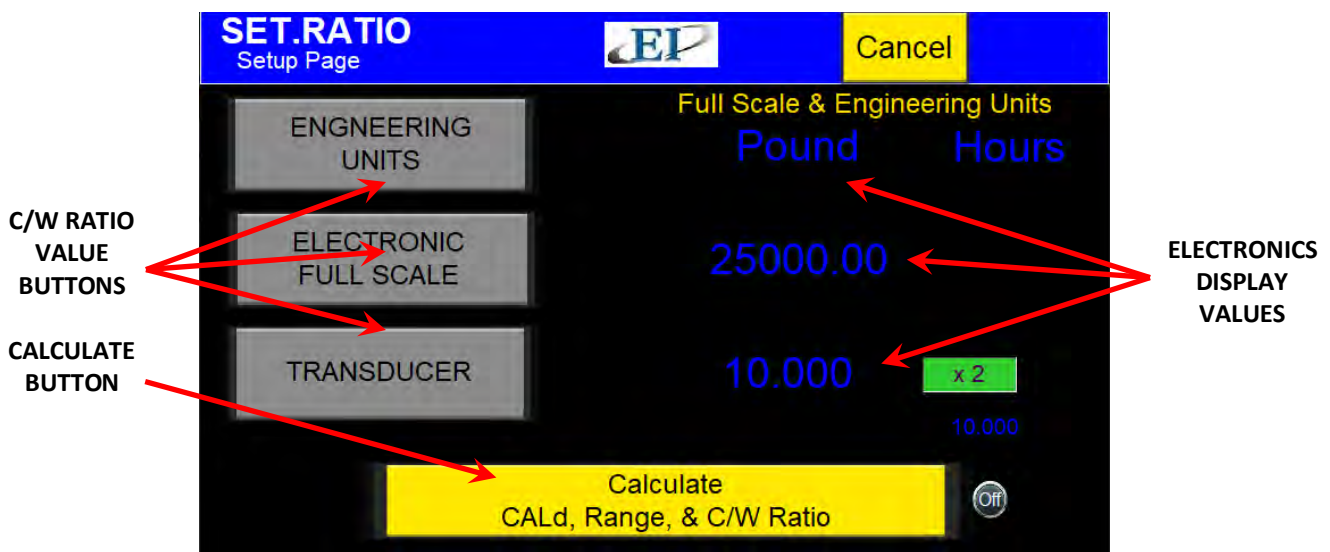 SET.RATIO
Setup Page
EI
Cancel
Full Scale & Engineering Units
ENGNEERING
UNITS
Pound Hours
C/W RATIO
VALUE
BUTTONS
ELECTRONIC
FULL SCALE
25000.00
ELECTRONICS
DISPLAY
VALUES
CALCULATE
BUTTON
TRANSDUCER
10.000
x 2
10.000
Calculate
CALd, Range, & C/W Ratio
Off